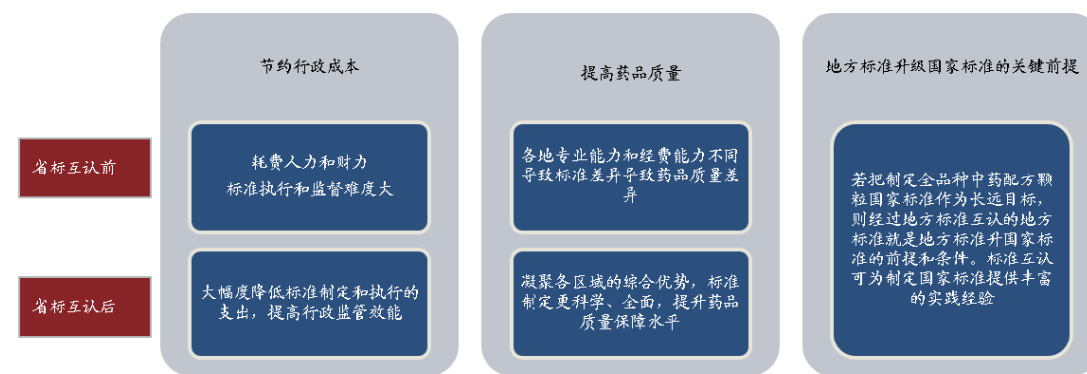 节约行政成本
提高药品质量
地方标准升级国家标准的关键前提
省标互认前
耗费人力和财力
标准执行和监督难度大
各地专业能力和经费能力不同
导致标准差异导致药品质量差
异
若把制定全品种中药配方颗
粒国家标准作为长远目标，
则经过地方标准互认的地方
标准就是地方标准升国家标
准的前提和条件。标准互认
可为制定国家标准提供丰富
的实践经验
省标互认后
大幅度降低标准制定和执行的
支出，提高行政监管效能
凝聚各区域的综合优势，标准
制定更科学、全面，提升药品
质量保障水平